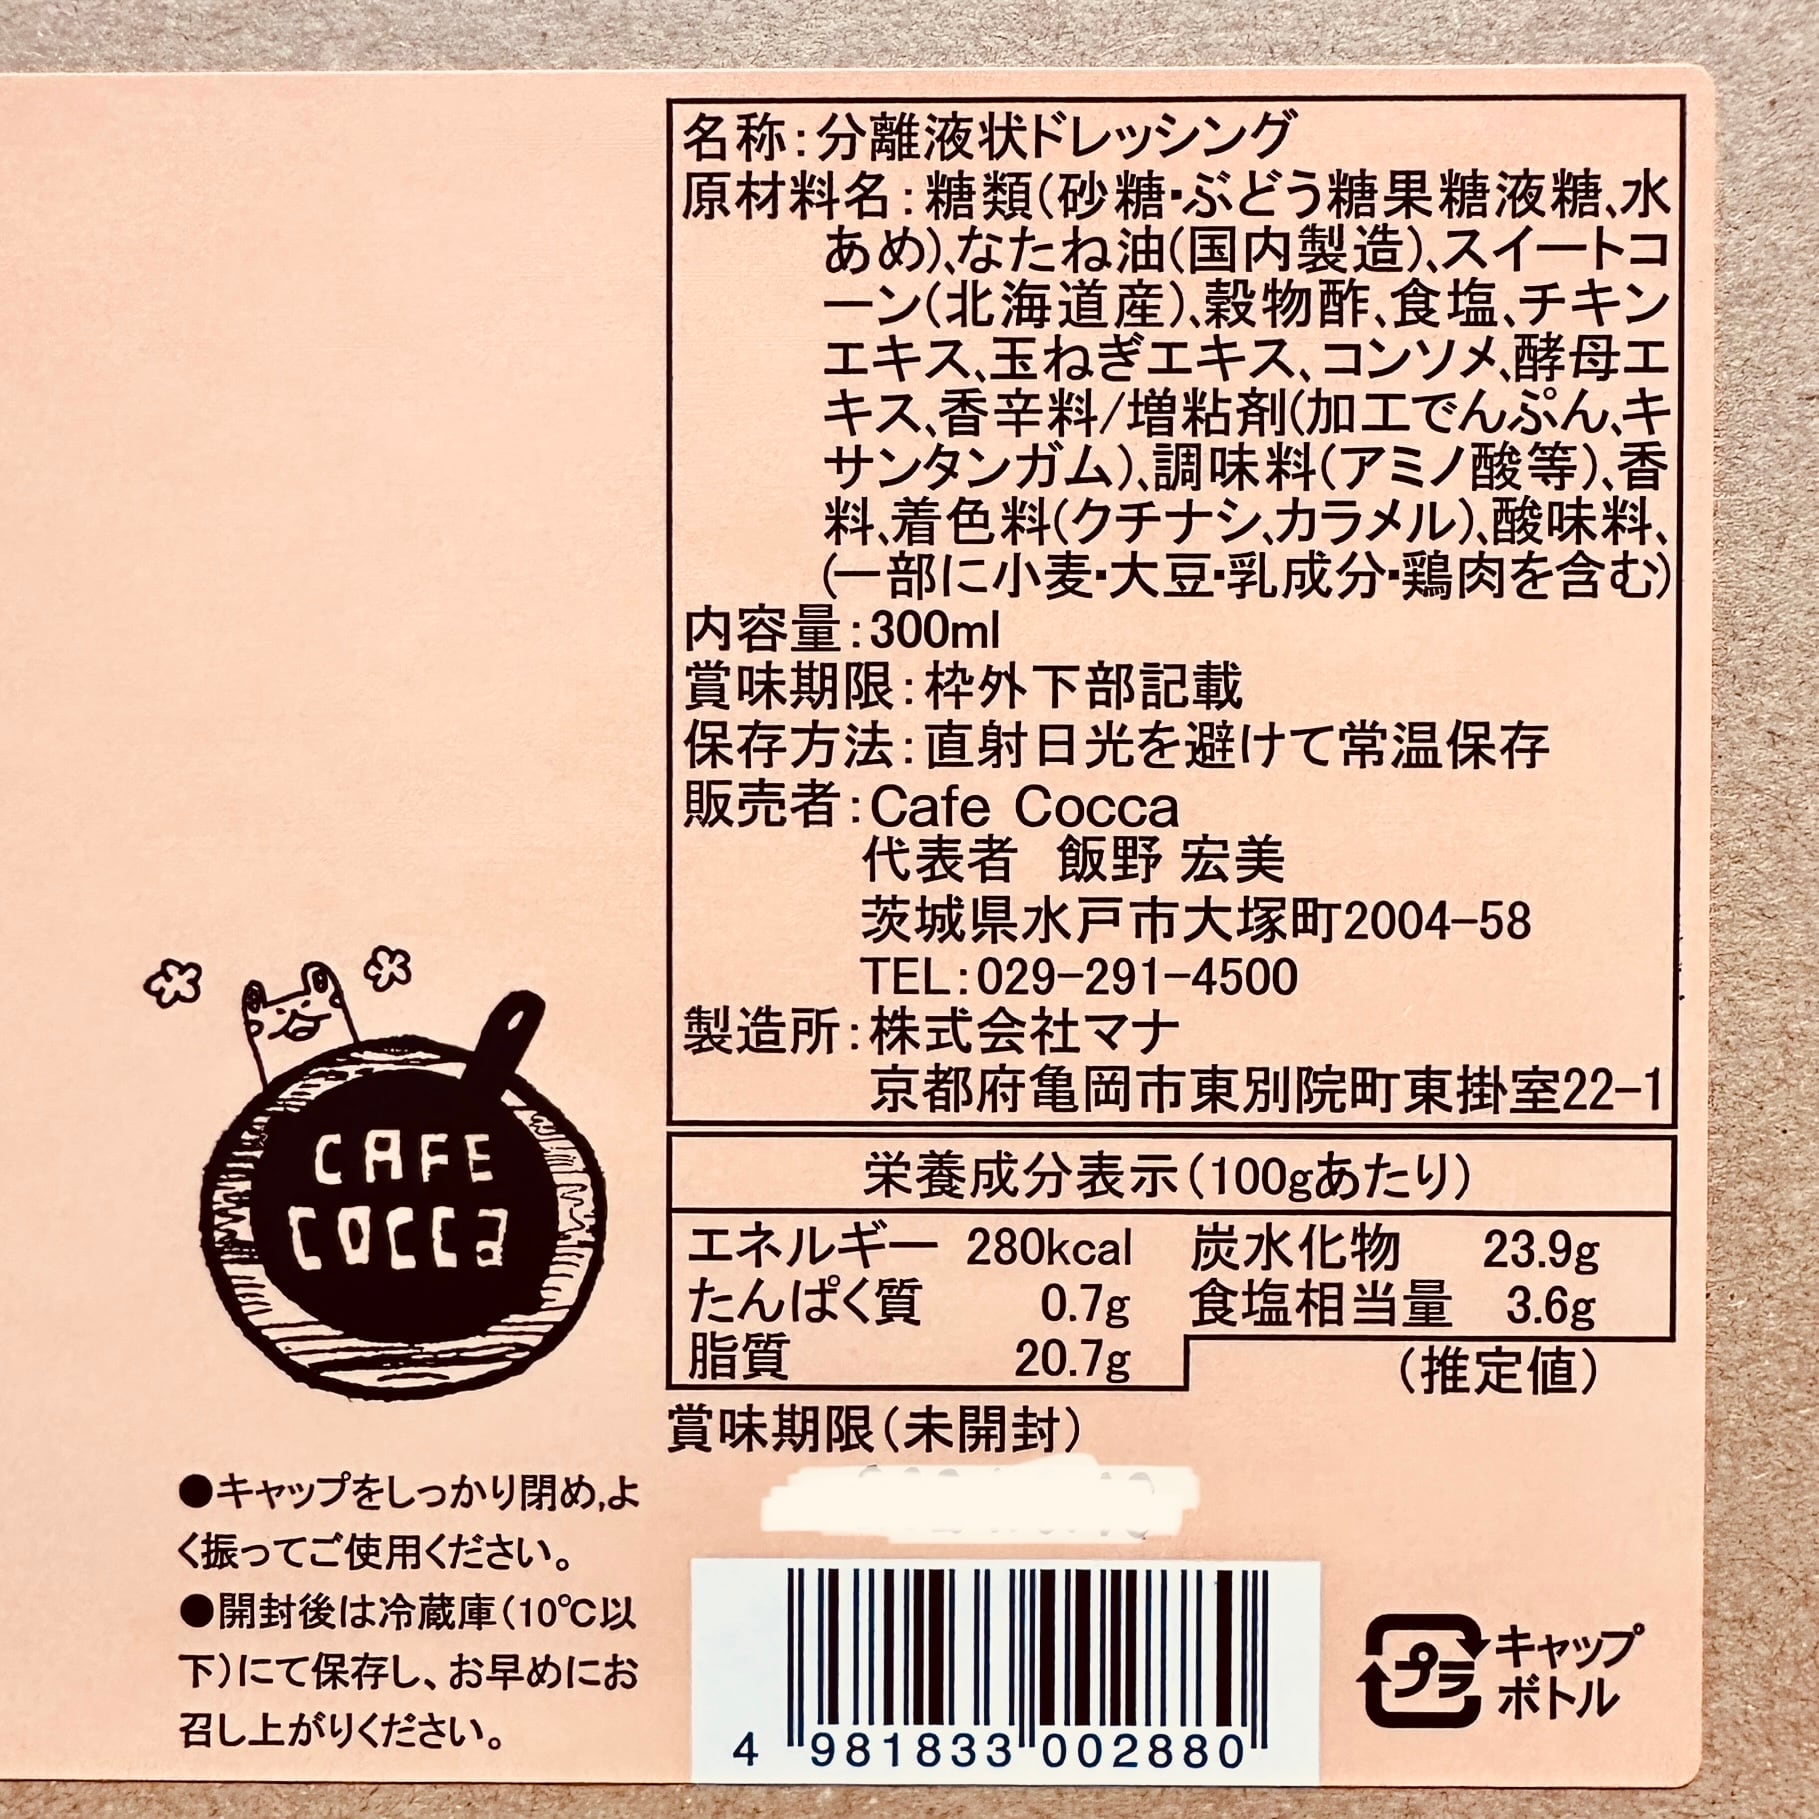 名称:分離液状ドレッシング
原材料名:糖類(砂糖・ぶどう糖果糖液糖、水
あめ)、なたね油(国内製造)、スイートコ
ーン(北海道産)、穀物酢、食塩、チキン
エキス、玉ねぎエキス、コンソメ、酵母エ
キス、香辛料/増粘剤(加工でんぷん、キ
サンタンガム)、調味料(アミノ酸等)、香
料、着色料(クチナシ、カラメル)、酸味料、
(一部に小麦・大豆・乳成分・鶏肉を含む)
内容量:300ml
賞味期限:枠外下部記載
保存方法:直射日光を避けて常温保存
販売者:Cafe Cocca
代表者 飯野 宏美
茨城県水戸市大塚町2004-58
TEL:029-291-4500
製造所:株式会社マナ
京都府亀岡市東別院町東掛室22-1
栄養成分表示(100gあたり)
エネルギー 280kcal 炭水化物 23.9g
たんぱく質 0.7g 食塩相当量 3.6g
脂質 20.7g
(推定値)
賞味期限(未開封)
CAFE
COCCa
●キャップをしっかり閉め,よ
く振ってご使用ください。
●開封後は冷蔵庫(10℃以
下)にて保存し、お早めにお
召し上がりください。
4 981833 002880
プラ
キャップ
ボトル